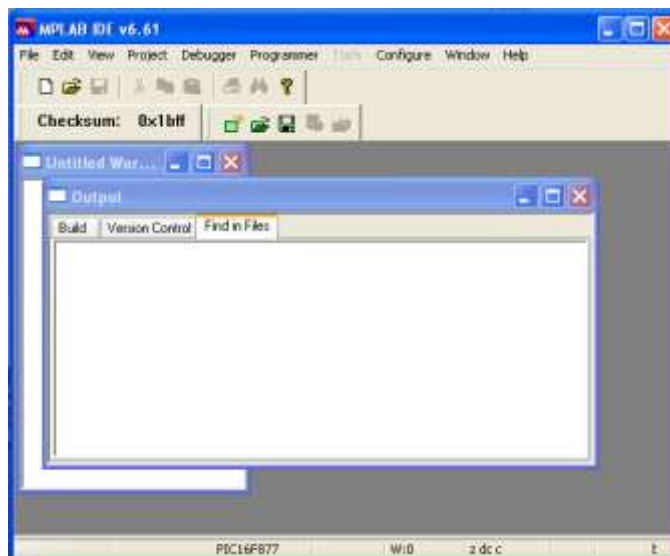 MPLAB IDE v6.61
File Edit View Project Debugger Programmer Tools Configure Window Help
Checksum: 0x1bff
Untitled Wor...
Output
Build Version Control Find in Files
PIC16F877 W:0 z dc c